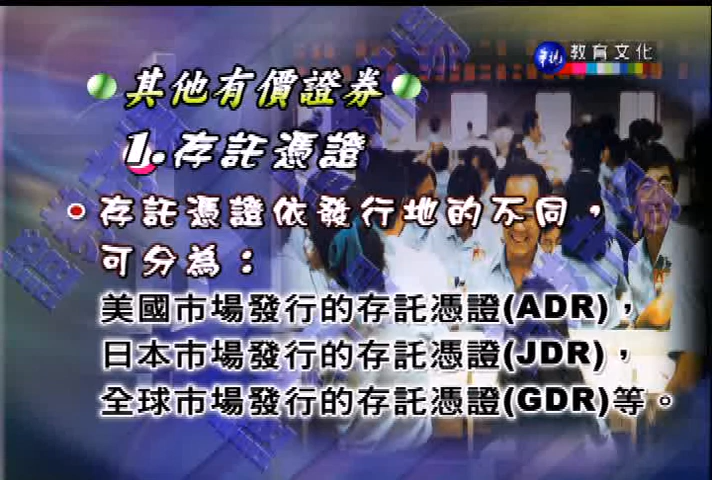 華視 教育文化
其他有價證券
1.存託憑證
•存託憑證依發行地的不同，
可分為：
美國市場發行的存託憑證(ADR)，
日本市場發行的存託憑證(JDR)，
全球市場發行的存託憑證(GDR)等。